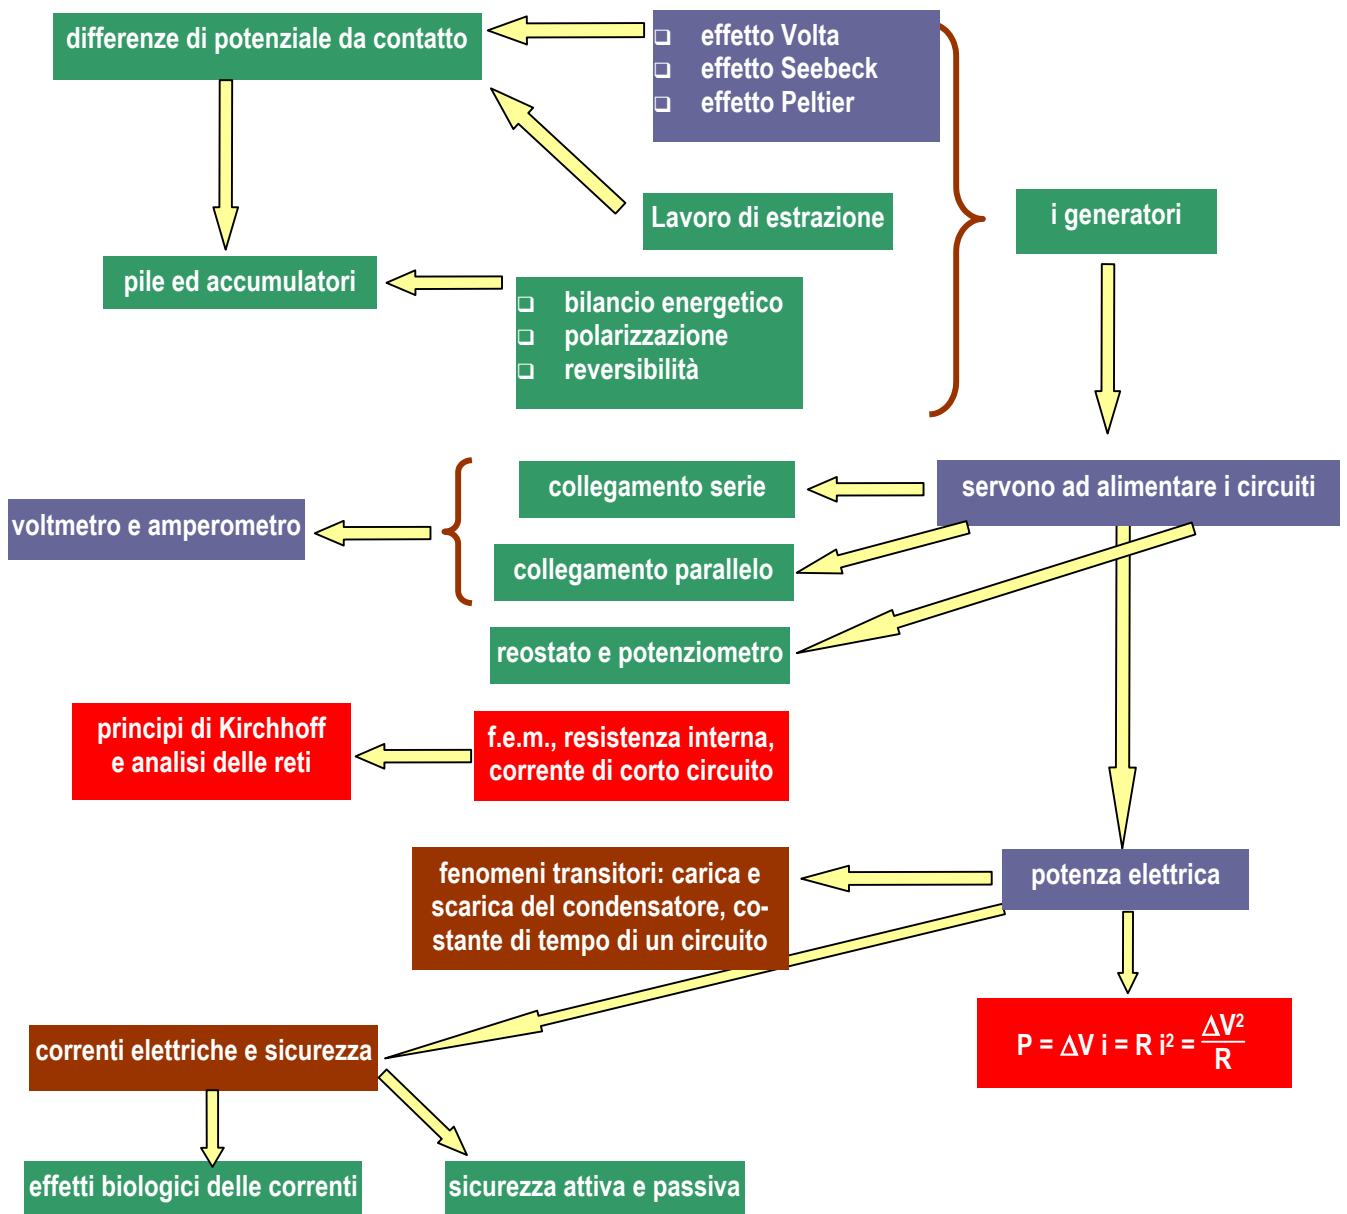 differenze di potenziale da contatto
❑ effetto Volta
❑ effetto Seebeck
❑ effetto Peltier
Lavoro di estrazione
i generatori
pile ed accumulatori
❑ bilancio energetico
❑ polarizzazione
❑ reversibilità
collegamento serie
servono ad alimentare i circuiti
voltmetro e amperometro
collegamento parallelo
reostato e potenziometro
principi di Kirchhoff
e analisi delle reti
f.e.m., resistenza interna,
corrente di corto circuito
fenomeni transitori: carica e
scarica del condensatore, co-
stante di tempo di un circuito
potenza elettrica
P = ΔV i = R i² = ΔV²/R
correnti elettriche e sicurezza
effetti biologici delle correnti
sicurezza attiva e passiva